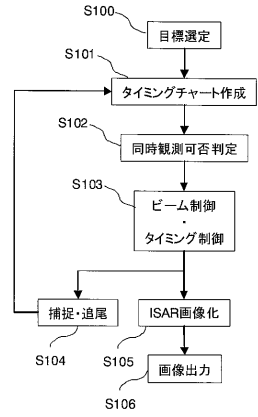 S100
目標選定
S101
タイミングチャート作成
S102
同時観測可否判定
S103
ビーム制御
・
タイミング制御
捕捉・追尾
ISAR画像化
S104
S105
画像出力
S106